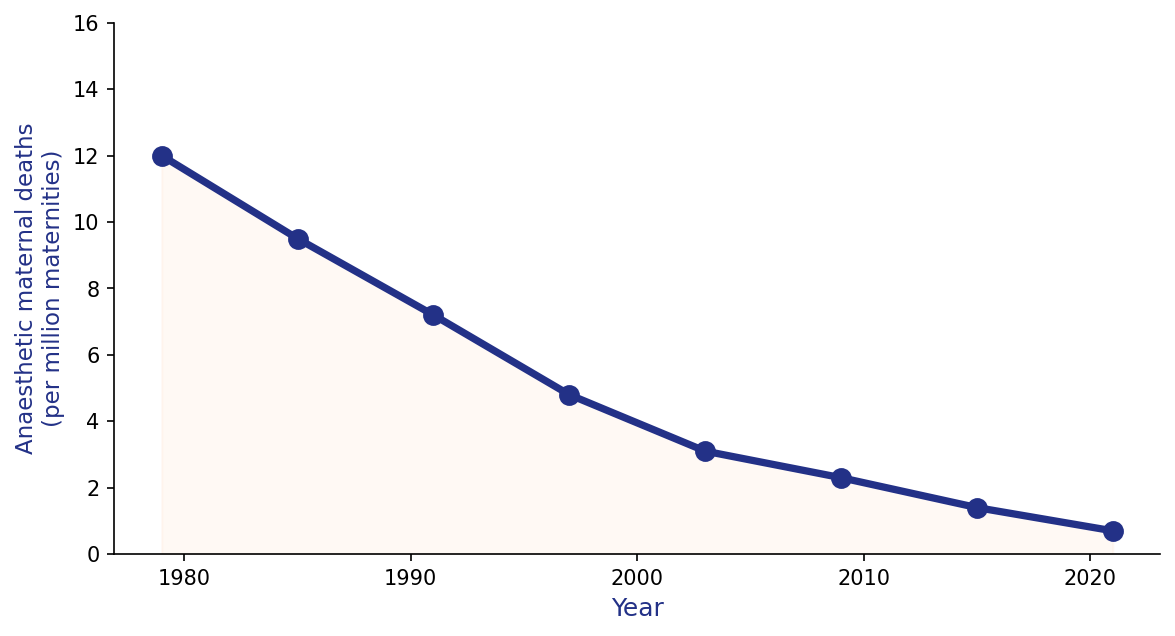 16
14
12
10
8
6
4
2
0
Anaesthetic maternal deaths
(per million maternities)
1980 1990 2000 2010 2020
Year